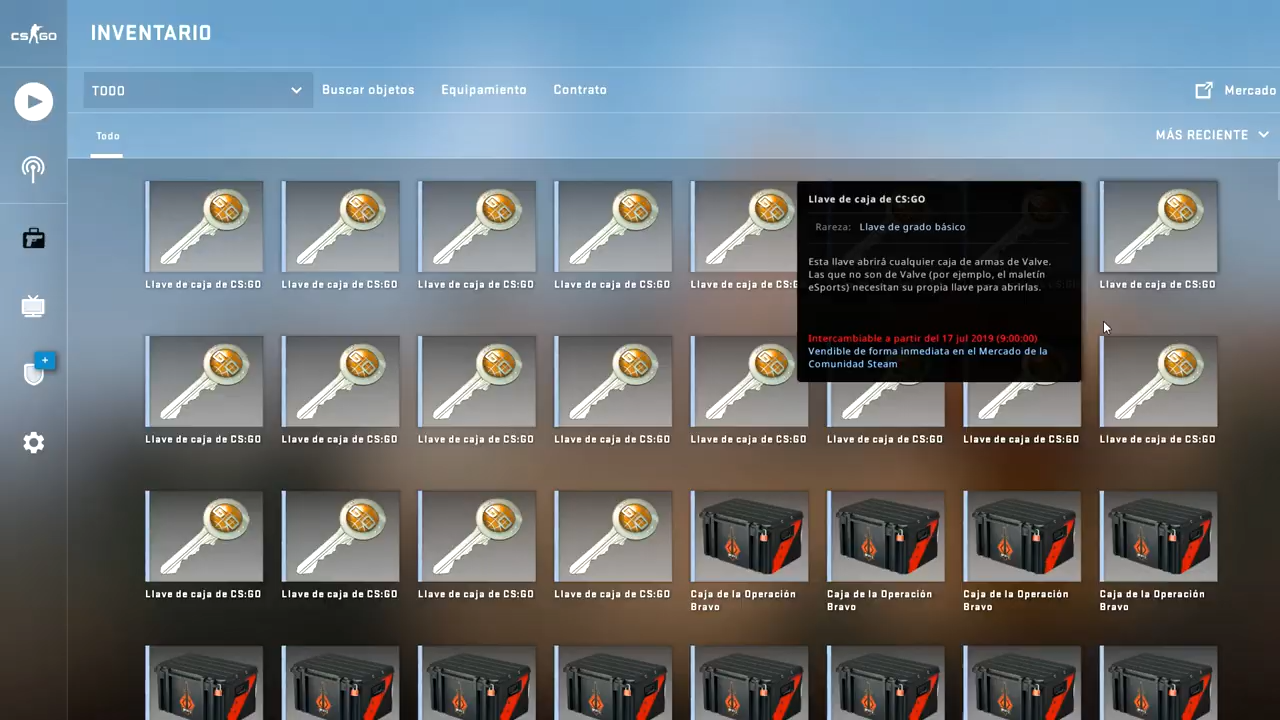 CS GO
INVENTARIO
TODO
Buscar objetos
Equipamiento
Contrato
Mercado
Todo
MÁS RECIENTE
Llave de caja de CS:GO
Llave de caja de CS:GO
Llave de caja de CS:GO
Llave de caja de CS:GO
Llave de caja de CS:GO
Llave de caja de CS:GO
Rareza: Llave de grado básico
Esta llave abrirá cualquier caja de armas de Valve.
Las que no son de Valve (por ejemplo, el maletín
eSports) necesitan su propia llave para abrirlas.
Intercambiable a partir del 17 jul 2019 (9:00:00)
Vendible de forma inmediata en el Mercado de la
Comunidad Steam
Llave de caja de CS:GO
Llave de caja de CS:GO
Llave de caja de CS:GO
Llave de caja de CS:GO
Llave de caja de CS:GO
Llave de caja de CS:GO
Llave de caja de CS:GO
Llave de caja de CS:GO
Llave de caja de CS:GO
Llave de caja de CS:GO
Llave de caja de CS:GO
Llave de caja de CS:GO
Llave de caja de CS:GO
Caja de la Operación
Bravo
Caja de la Operación
Bravo
Caja de la Operación
Bravo
Caja de la Operación
Bravo